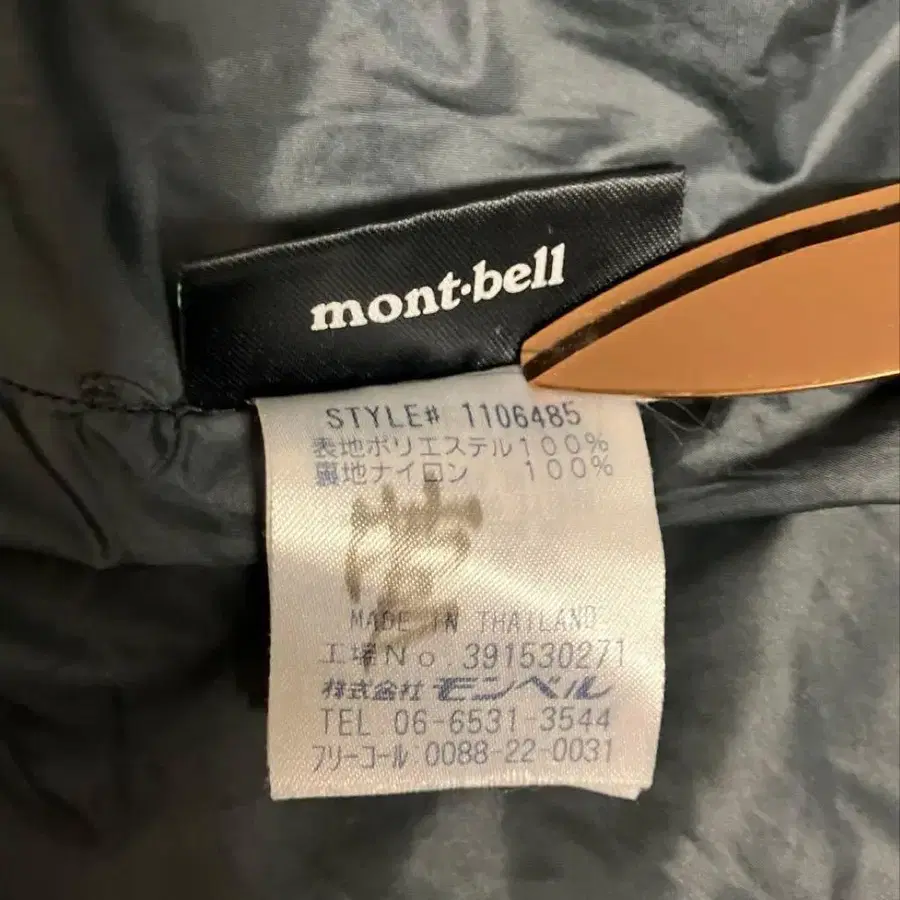 mont·bell
STYLE# 1106485
表地ポリエステル100%
裏地ナイロン 100%
MADE IN THAILAND
工場No. 391530271
株式会社 モンベル
TEL 06-6531-3544
フリーコール 0088-22-0031